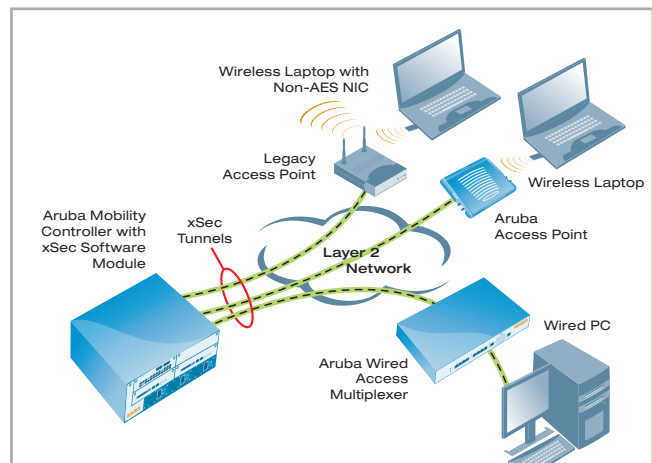 Wireless Laptop with
Non-AES NIC
Legacy
Access Point
Wireless Laptop
Aruba Mobility
Controller with
xSec Software
Module
xSec
Tunnels
Aruba
Access Point
Layer 2
Network
Wired PC
Aruba Wired
Access
Multiplexer